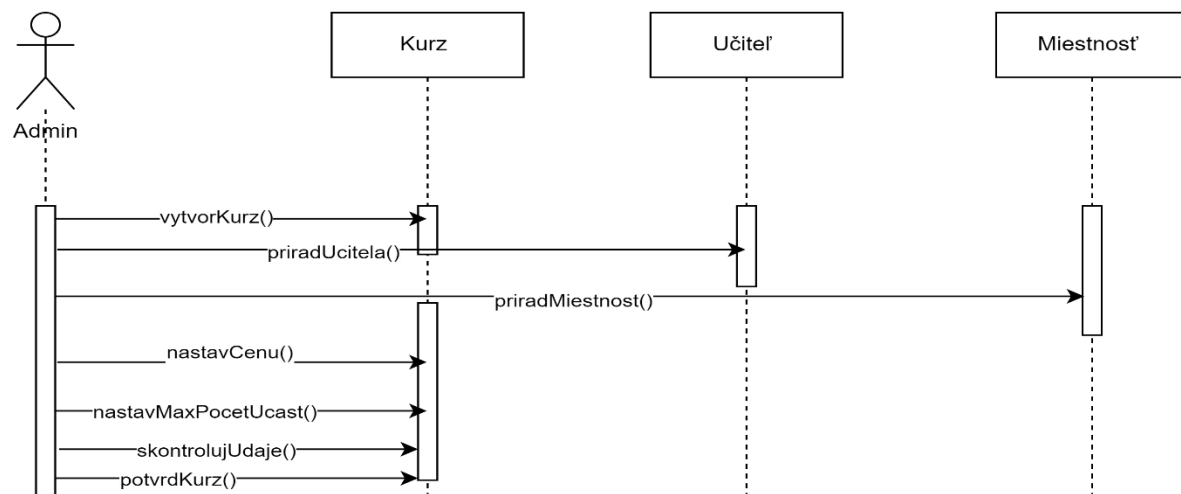 Kurz
Učiteľ
Miestnosť
Admin
vytvorKurz()
priradUcitela()
priradMiestnost()
nastavCenu()
nastavMaxPocetUcast()
skontrolujUdaje()
potvrdKurz()